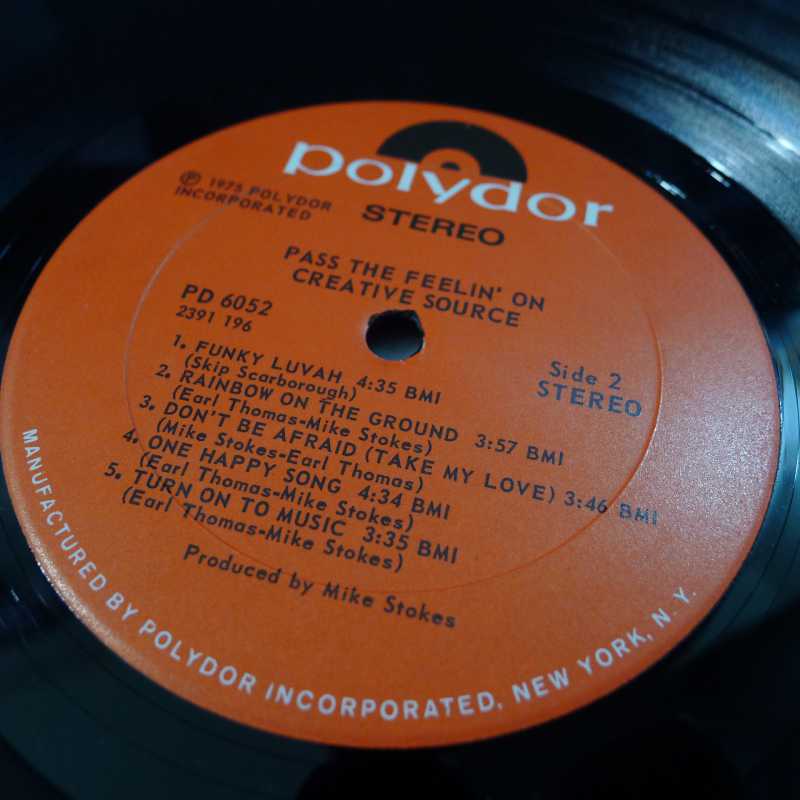 polydor
℗ 1975 POLYDOR
INCORPORATED
STEREO
PASS THE FEELIN' ON
CREATIVE SOURCE
PD 6052
2391 196
Side 2
STEREO
1. FUNKY LUVAH 4:35 BMI
(Skip Scarborough)
2. RAINBOW ON THE GROUND 3:57 BMI
(Earl Thomas-Mike Stokes)
3. DON'T BE AFRAID (TAKE MY LOVE) 3:46 BMI
(Mike Stokes-Earl Thomas)
4. ONE HAPPY SONG 4:34 BMI
(Earl Thomas-Mike Stokes)
5. TURN ON TO MUSIC 3:35 BMI
(Earl Thomas-Mike Stokes)
Produced by Mike Stokes
MANUFACTURED BY POLYDOR INCORPORATED, NEW YORK, N.Y.